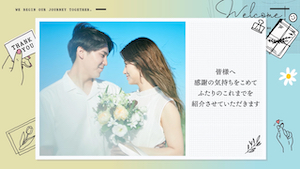 WE BEGIN OUR JOURNEY TOGETHER.
Welcome
THANK
YOU
皆様へ
感謝の気持ちをこめて
ふたりのこれまでを
紹介させていただきます